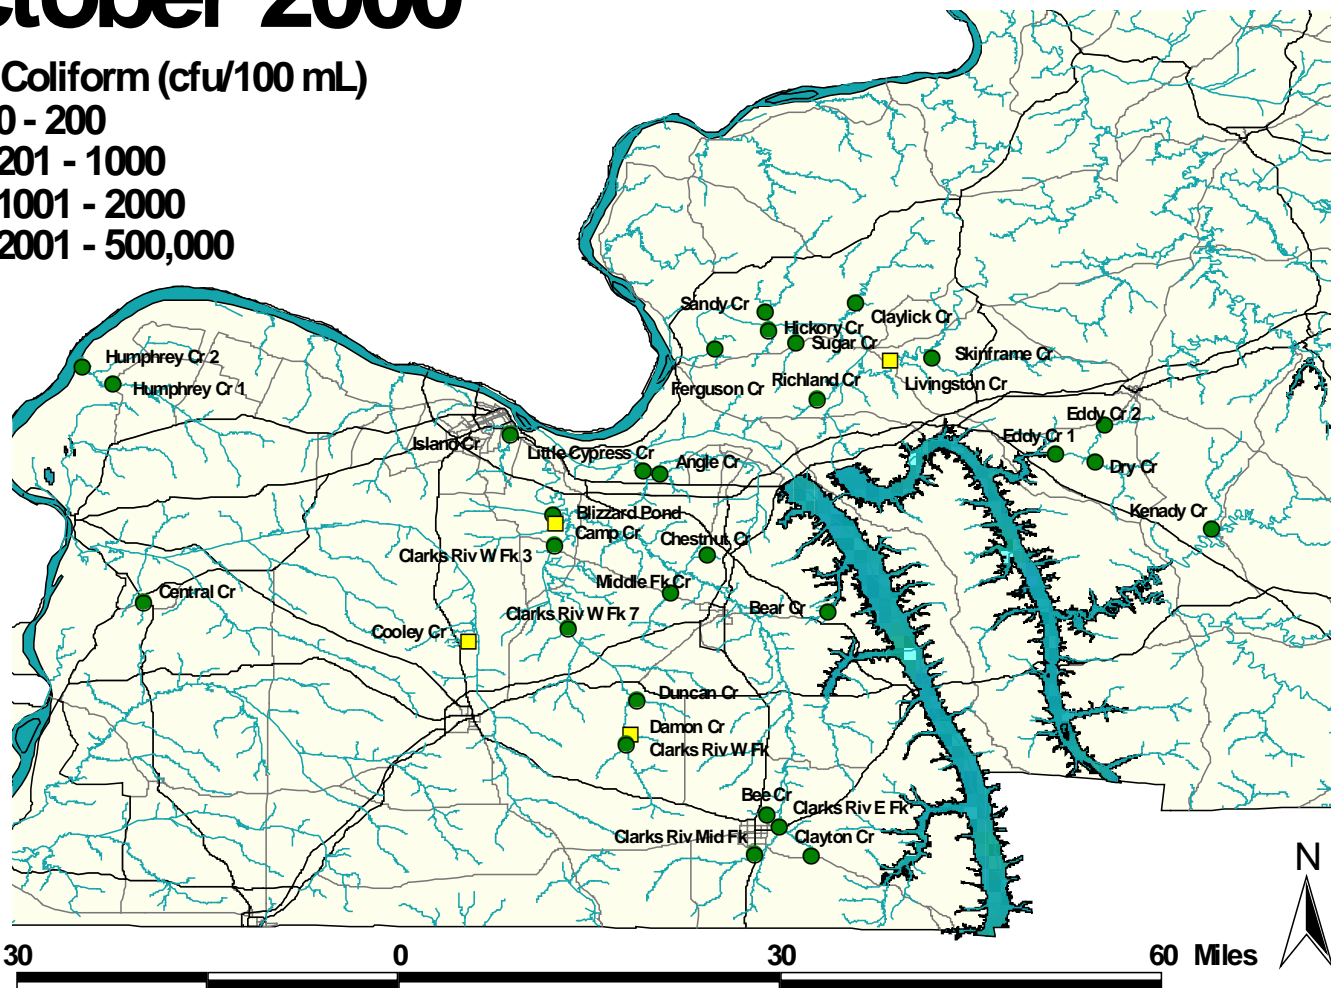 ctober 2000
Coliform (cfu/100 mL)
0 - 200
201 - 1000
1001 - 2000
2001 - 500,000
Sandy Cr
Claylick Cr
Hickory Cr
Sugar Cr
Humphrey Cr 2
Skinframe Cr
Humphrey Cr 1
Ferguson Cr
Richland Cr
Livingston Cr
Eddy Cr 2
Island Cr
Eddy Cr 1
Little Cypress Cr
Angle Cr
Dry Cr
Blizzard Pond
Kenady Cr
Camp Cr
Chestnut Cr
Clarks Riv W Fk 3
Middle Fk Cr
Central Cr
Bear Cr
Clarks Riv W Fk 7
Cooley Cr
Duncan Cr
Damon Cr
Clarks Riv W Fk
Bee Cr
Clarks Riv E Fk
Clarks Riv Mid Fk
Clayton Cr
N
30 0 30 60 Miles